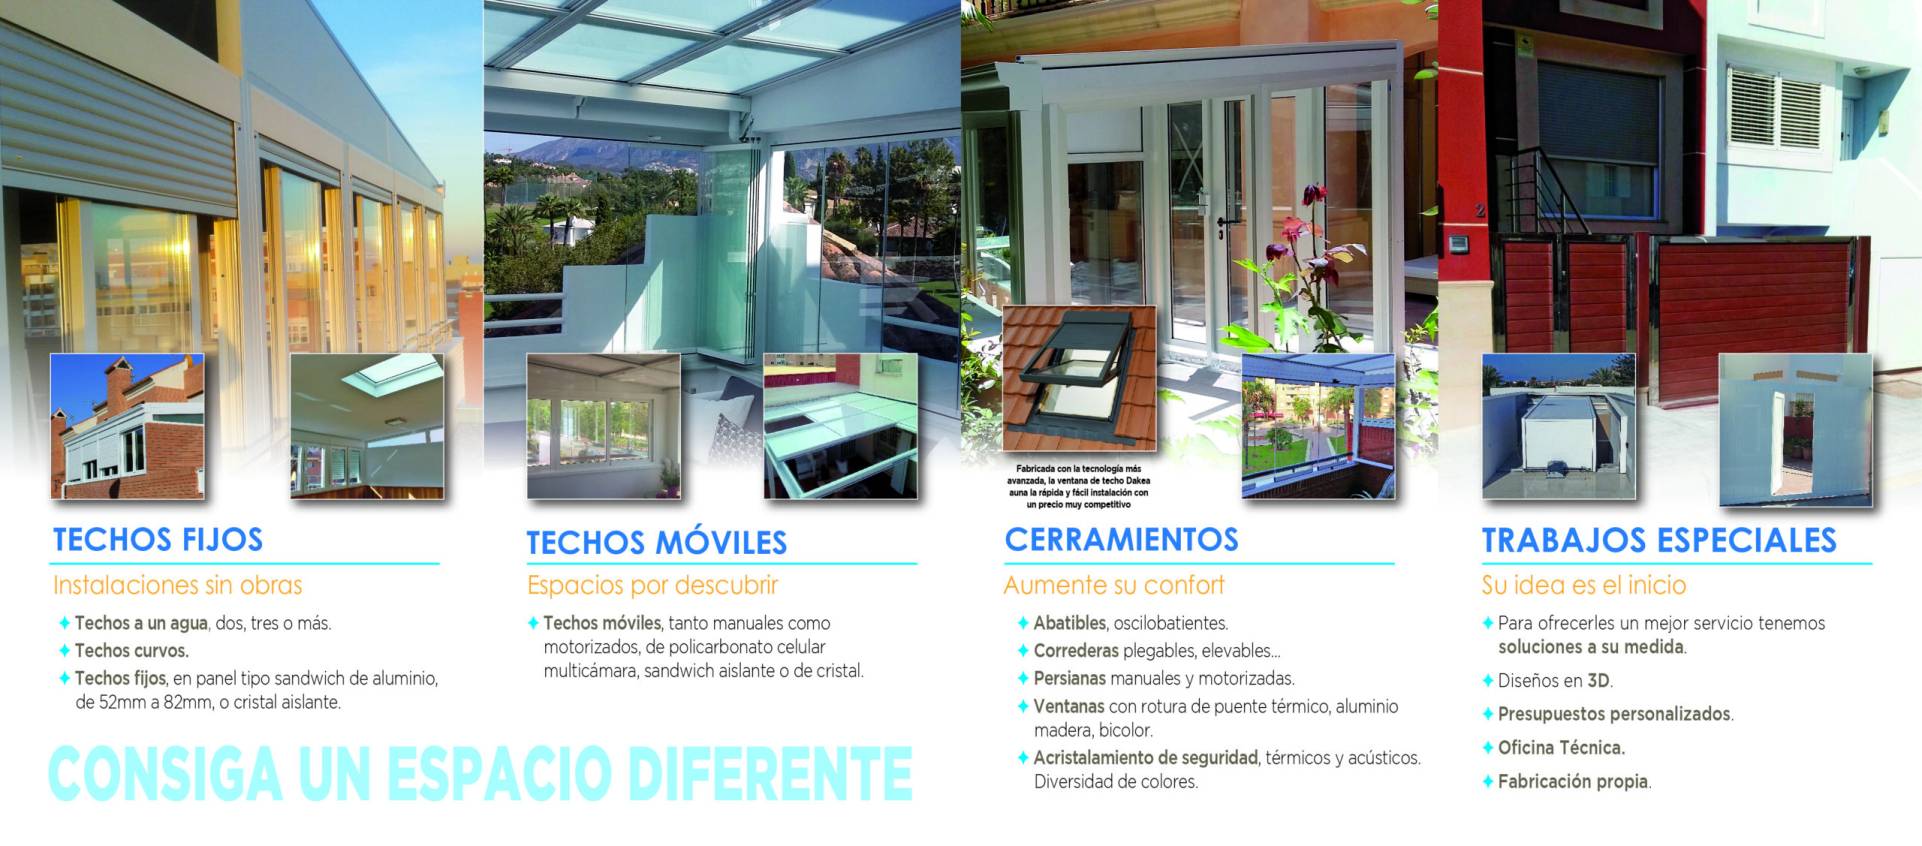 2
Fabricada con la tecnología más
avanzada, la ventana de techo Dakea
auna la rápida y fácil instalación con
un precio muy competitivo
TECHOS FIJOS
Instalaciones sin obras
Techos a un agua, dos, tres o más.
Techos curvos.
Techos fijos, en panel tipo sandwich de aluminio,
de 52mm a 82mm, o cristal aislante.
TECHOS MÓVILES
Espacios por descubrir
Techos móviles, tanto manuales como
motorizados, de policarbonato celular
multicámara, sandwich aislante o de cristal.
CONSIGA UN ESPACIO DIFERENTE
CERRAMIENTOS
Aumente su confort
Abatibles, oscilobatientes.
Correderas plegables, elevables...
Persianas manuales y motorizadas.
Ventanas con rotura de puente térmico, aluminio
madera, bicolor.
Acristalamiento de seguridad, térmicos y acústicos.
Diversidad de colores.
TRABAJOS ESPECIALES
Su idea es el inicio
Para ofrecerles un mejor servicio tenemos
soluciones a su medida.
Diseños en 3D.
Presupuestos personalizados.
Oficina Técnica.
Fabricación propia.